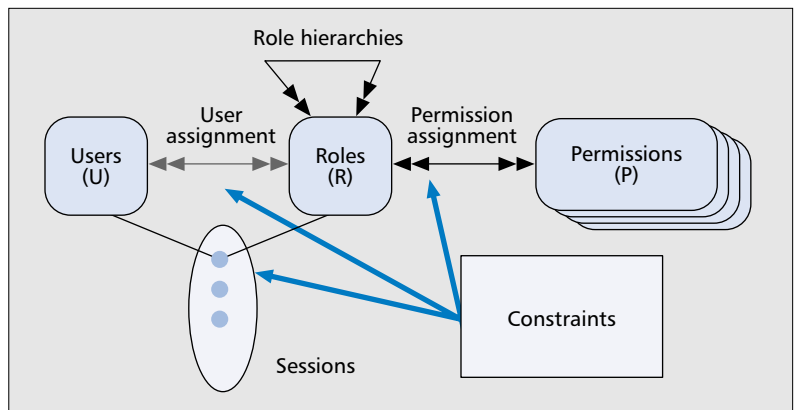 Role hierarchies
User
assignment
Permission
assignment
Users
(U)
Roles
(R)
Permissions
(P)
Constraints
Sessions